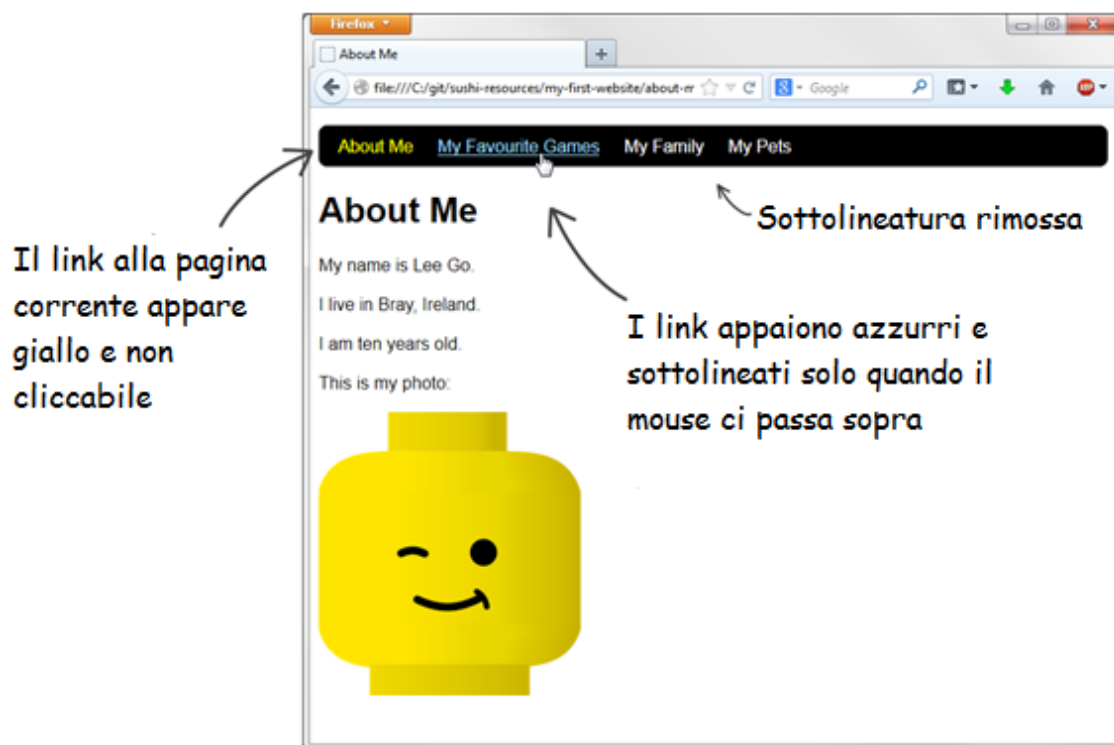 Firefox
About Me
file:///C:/git/sushi-resources/my-first-website/about-m
Google
About Me My Favourite Games My Family My Pets
About Me
My name is Lee Go.
I live in Bray, Ireland.
I am ten years old.
This is my photo:
Il link alla pagina
corrente appare
giallo e non
cliccabile
Sottolineatura rimossa
I link appaiono azzurri e
sottolineati solo quando il
mouse ci passa sopra